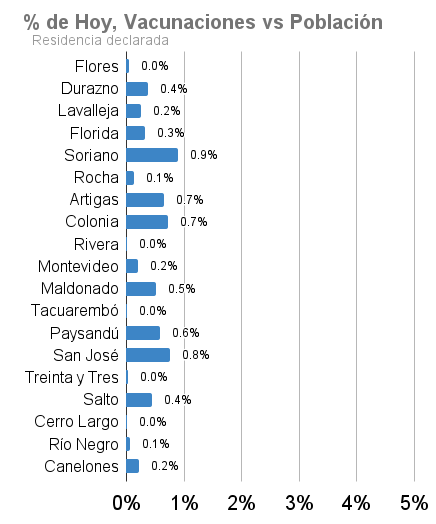 % de Hoy, Vacunaciones vs Población
Residencia declarada
Flores 0.0%
Durazno 0.4%
Lavalleja 0.2%
Florida 0.3%
Soriano 0.9%
Rocha 0.1%
Artigas 0.7%
Colonia 0.7%
Rivera 0.0%
Montevideo 0.2%
Maldonado 0.5%
Tacuarembó 0.0%
Paysandú 0.6%
San José 0.8%
Treinta y Tres 0.0%
Salto 0.4%
Cerro Largo 0.0%
Río Negro 0.1%
Canelones 0.2%
0% 1% 2% 3% 4% 5%